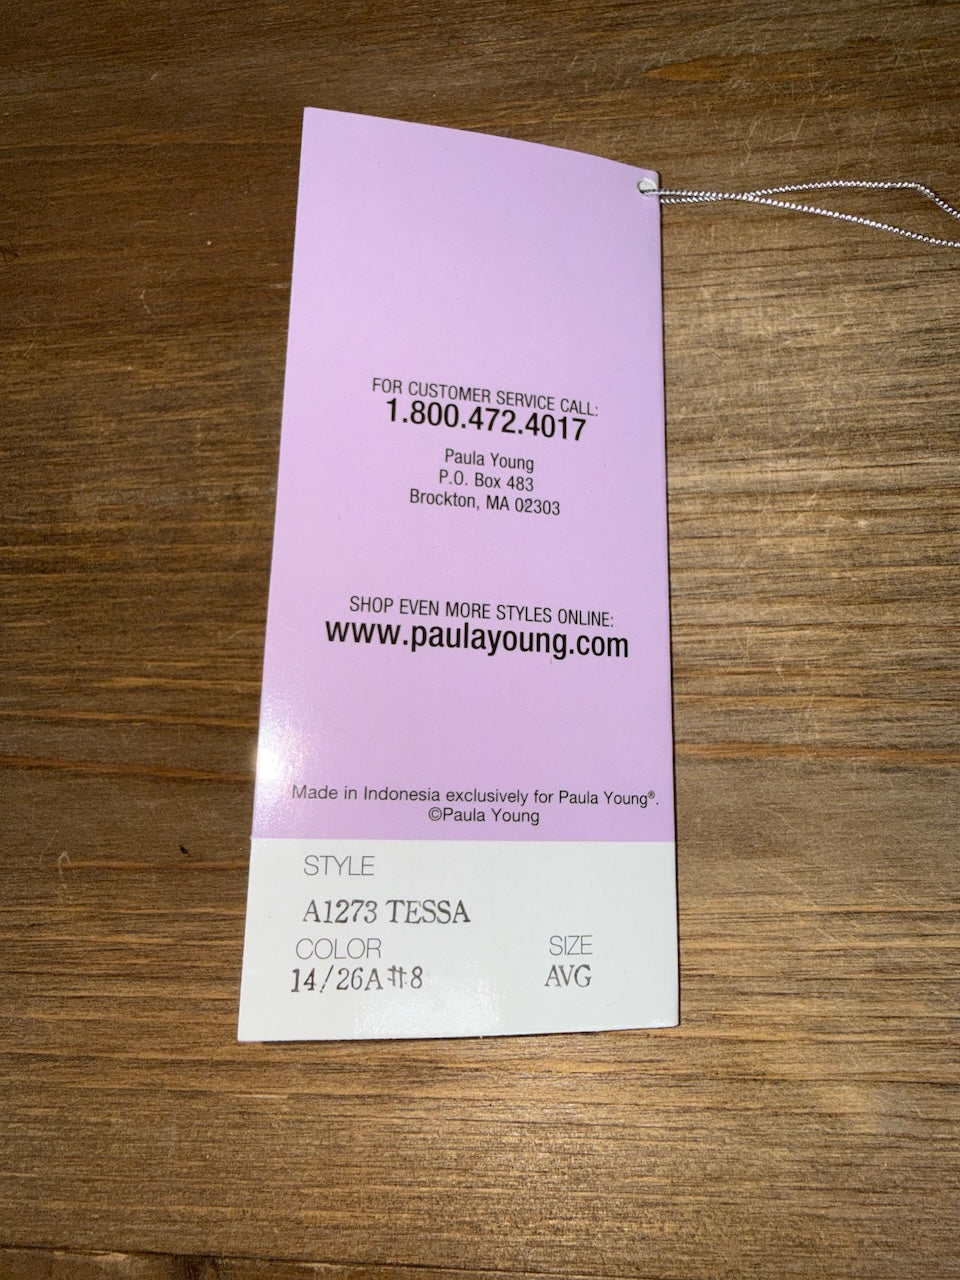 FOR CUSTOMER SERVICE CALL:
1.800.472.4017
Paula Young
P.O. Box 483
Brockton, MA 02303
SHOP EVEN MORE STYLES ONLINE:
www.paulayoung.com
Made in Indonesia exclusively for Paula Young®.
©Paula Young
STYLE
A1273 TESSA
COLOR SIZE
14/26A#8 AVG